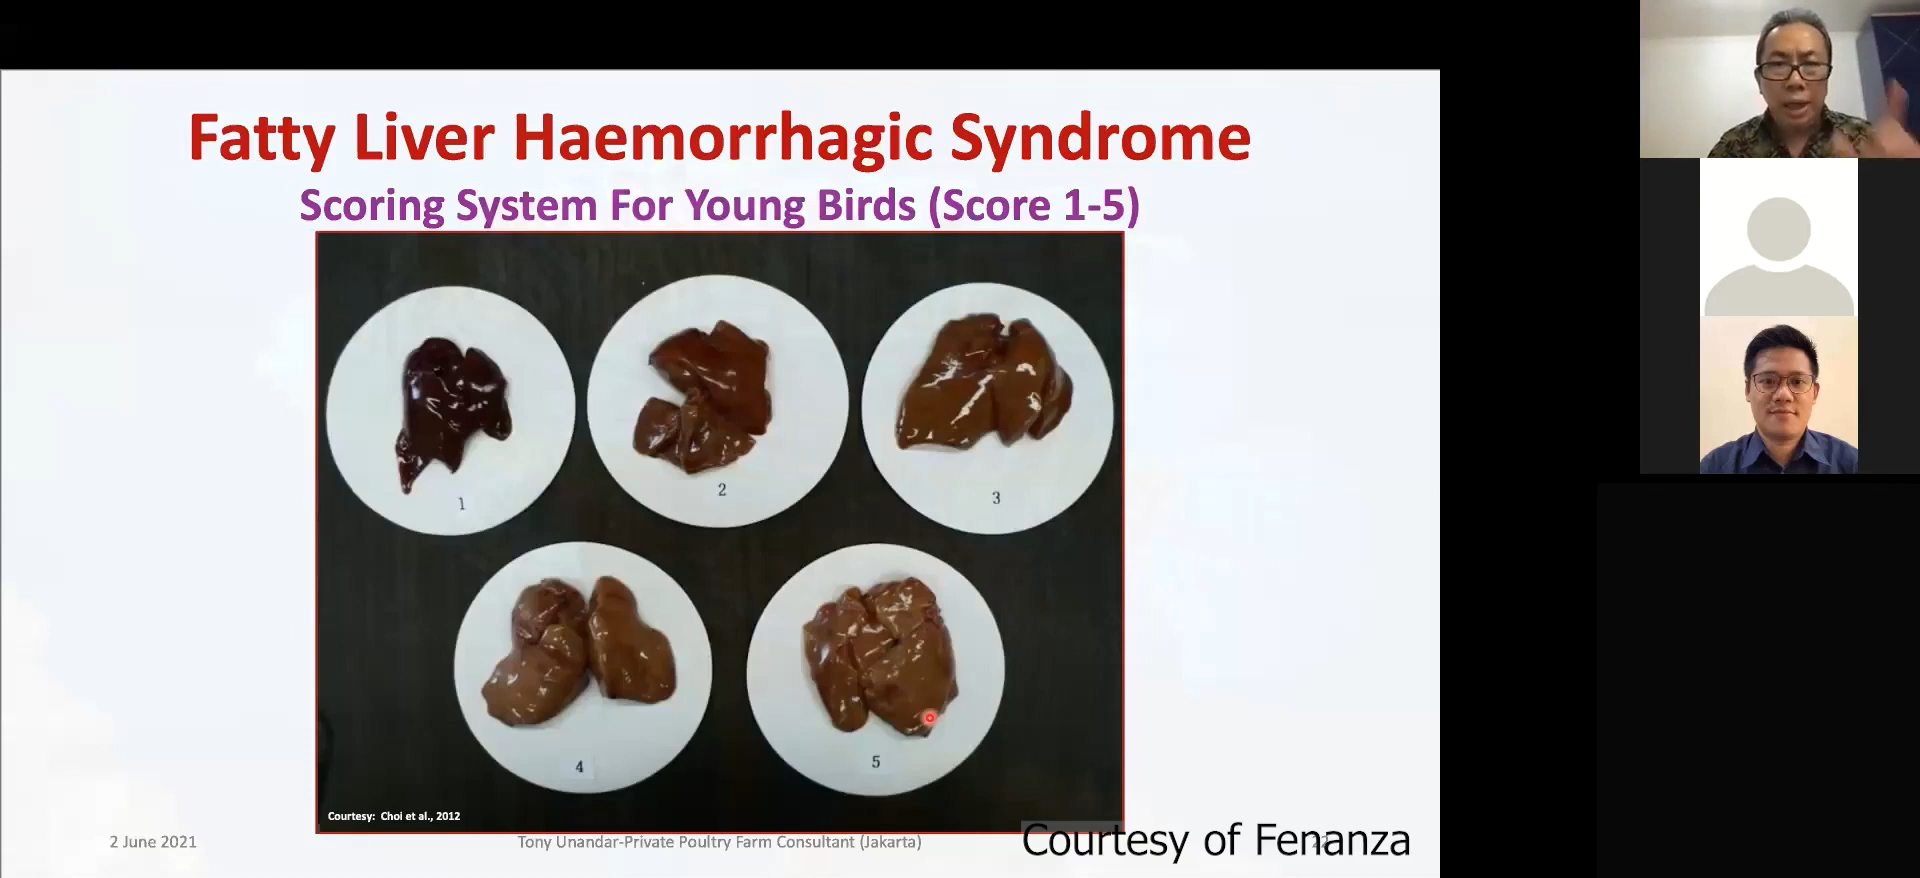 Fatty Liver Haemorrhagic Syndrome
Scoring System For Young Birds (Score 1-5)
1
2
3
4
5
Courtesy: Choi et al., 2012
2 June 2021
Tony Unandar-Private Poultry Farm Consultant (Jakarta)
Courtesy of Fenanza